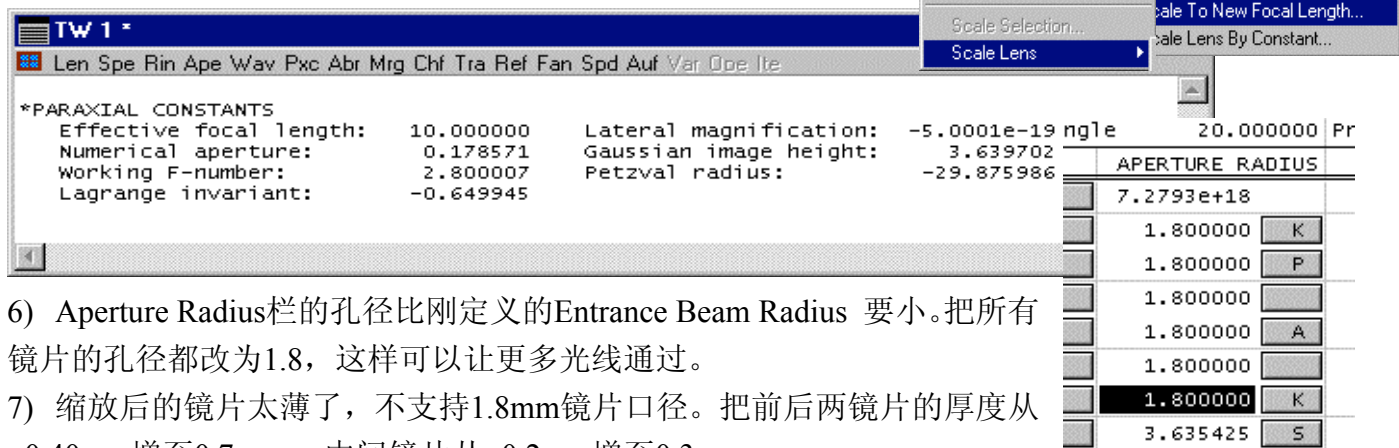 Scale Selection...
Scale Lens
Scale To New Focal Length...
Scale Lens By Constant...
TW 1 *
Len Spe Rin Ape Wav Pxc Abr Mrg Chf Tra Ref Fan Spd Auf Var Ope Ite
*PARAXIAL CONSTANTS
Effective focal length: 10.000000 Lateral magnification: -5.0001e-19
Numerical aperture: 0.178571 Gaussian image height: 3.639702
Working F-number: 2.800007 Petzval radius: -29.875986
Lagrange invariant: -0.649945
ngle 20.000000 Pr
APERTURE RADIUS
7.2793e+18
1.800000 K
1.800000 P
1.800000
1.800000 A
1.800000
1.800000 K
3.635425 S
6) Aperture Radius栏的孔径比刚定义的Entrance Beam Radius 要小。把所有
镜片的孔径都改为1.8，这样可以让更多光线通过。
7) 缩放后的镜片太薄了，不支持1.8mm镜片口径。把前后两镜片的厚度从